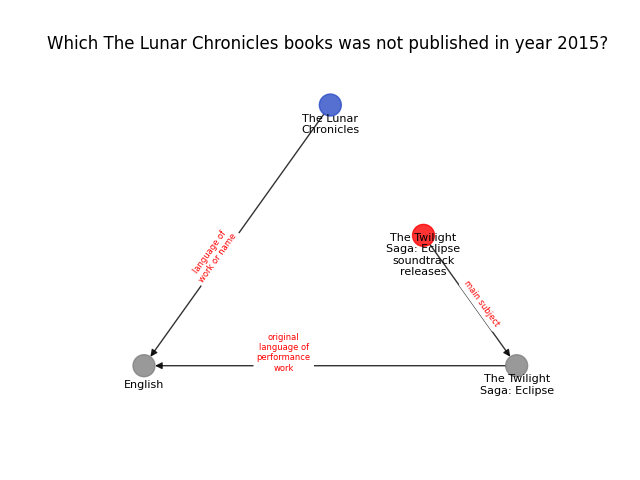 Which The Lunar Chronicles books was not published in year 2015?
The Lunar
Chronicles
language of
work or name
The Twilight
Saga: Eclipse
soundtrack
releases
main subject
original
language of
performance
work
English
The Twilight
Saga: Eclipse